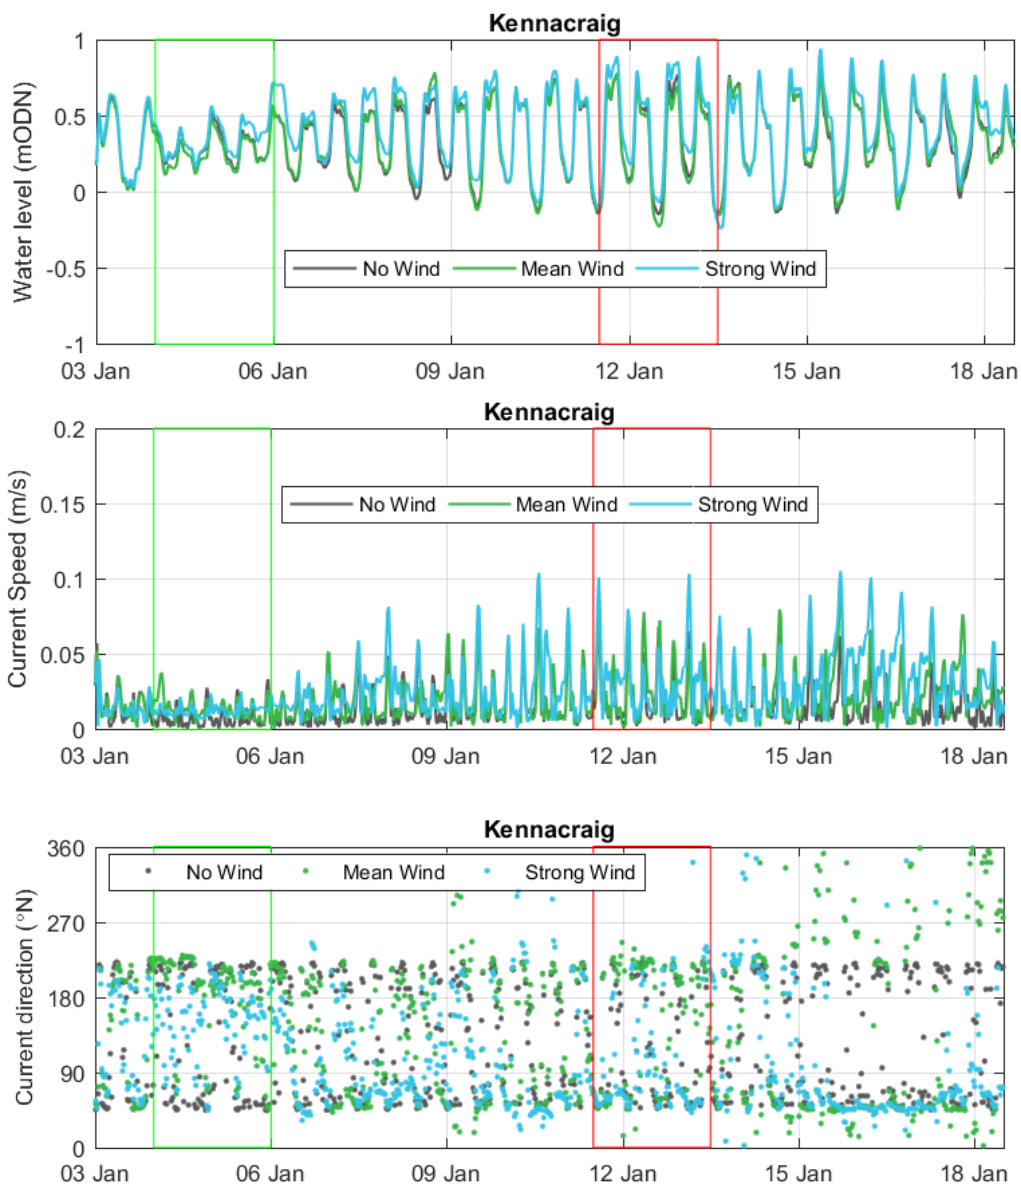 Kennacraig
Water level (mODN)
1
0.5
0
-0.5
-1
No Wind Mean Wind Strong Wind
03 Jan 06 Jan 09 Jan 12 Jan 15 Jan 18 Jan
Kennacraig
Current Speed (m/s)
0.2
0.15
0.1
0.05
0
No Wind Mean Wind Strong Wind
03 Jan 06 Jan 09 Jan 12 Jan 15 Jan 18 Jan
Kennacraig
Current direction (°N)
360
270
180
90
0
No Wind Mean Wind Strong Wind
03 Jan 06 Jan 09 Jan 12 Jan 15 Jan 18 Jan